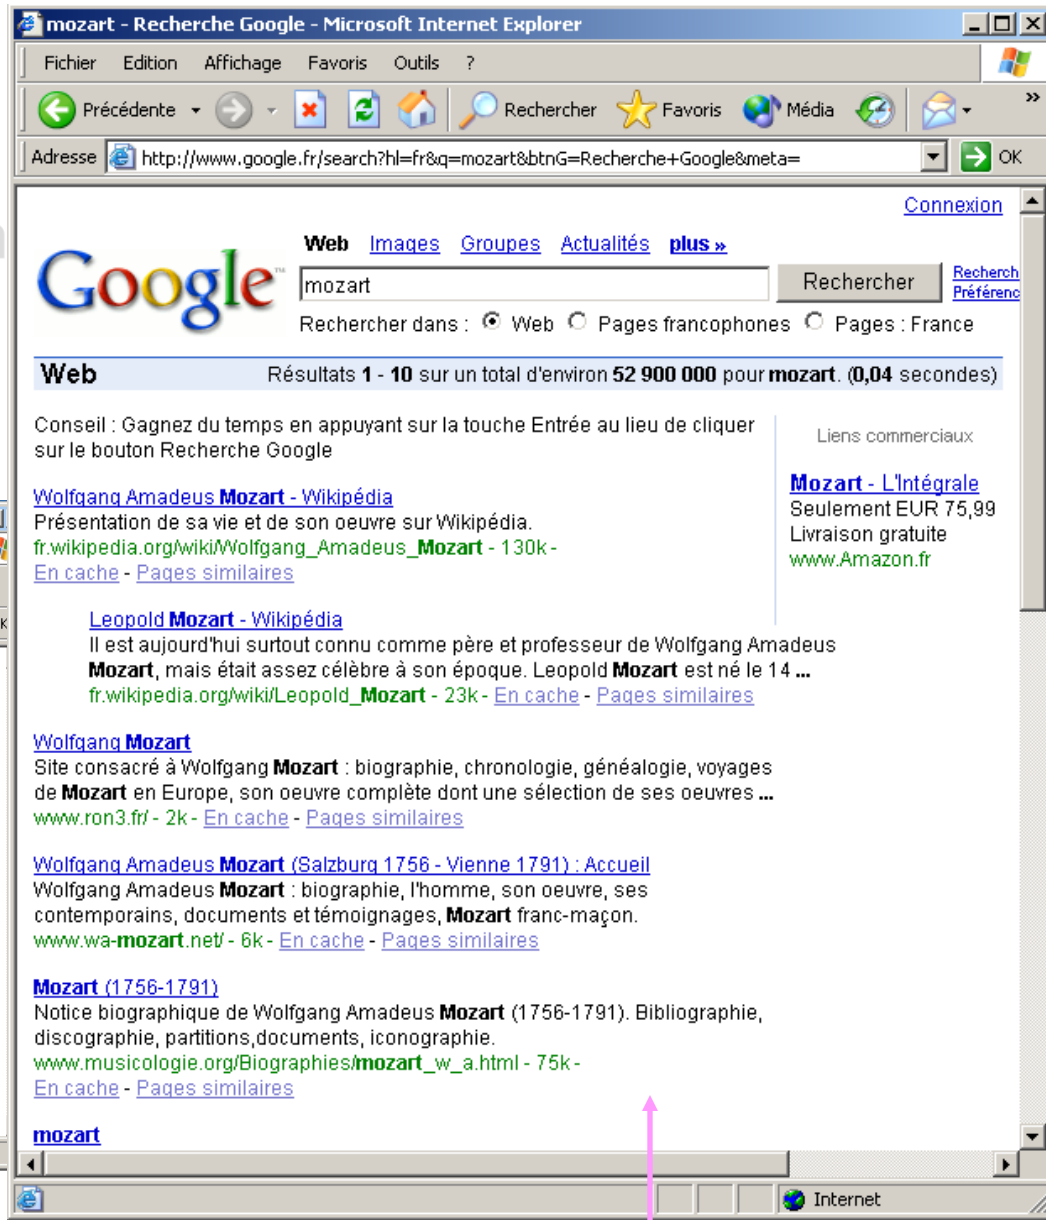 mozart - Recherche Google - Microsoft Internet Explorer
Fichier Edition Affichage Favoris Outils ?
Précédente Rechercher Favoris Média »
Adresse http://www.google.fr/search?hl=fr&q=mozart&btnG=Recherche+Google&meta= OK
Connexion
Web Images Groupes Actualités plus »
Google™
mozart Rechercher
Recherch
Préférenc
Rechercher dans : Web Pages francophones Pages : France
Web Résultats 1 - 10 sur un total d'environ 52 900 000 pour mozart. (0,04 secondes)
Conseil : Gagnez du temps en appuyant sur la touche Entrée au lieu de cliquer
sur le bouton Recherche Google
Liens commerciaux
Mozart - L'Intégrale
Seulement EUR 75,99
Livraison gratuite
www.Amazon.fr
Wolfgang Amadeus Mozart - Wikipédia
Présentation de sa vie et de son oeuvre sur Wikipédia.
fr.wikipedia.org/wiki/Wolfgang_Amadeus_Mozart - 130k -
En cache - Pages similaires
Leopold Mozart - Wikipédia
Il est aujourd'hui surtout connu comme père et professeur de Wolfgang Amadeus
Mozart, mais était assez célèbre à son époque. Leopold Mozart est né le 14 ...
fr.wikipedia.org/wiki/Leopold_Mozart - 23k - En cache - Pages similaires
Wolfgang Mozart
Site consacré à Wolfgang Mozart : biographie, chronologie, généalogie, voyages
de Mozart en Europe, son oeuvre complète dont une sélection de ses oeuvres ...
www.ron3.fr/ - 2k - En cache - Pages similaires
Wolfgang Amadeus Mozart (Salzburg 1756 - Vienne 1791) : Accueil
Wolfgang Amadeus Mozart : biographie, l'homme, son oeuvre, ses
contemporains, documents et témoignages, Mozart franc-maçon.
www.wa-mozart.net/ - 6k - En cache - Pages similaires
Mozart (1756-1791)
Notice biographique de Wolfgang Amadeus Mozart (1756-1791). Bibliographie,
discographie, partitions,documents, iconographie.
www.musicologie.org/Biographies/mozart_w_a.html - 75k -
En cache - Pages similaires
mozart
Internet